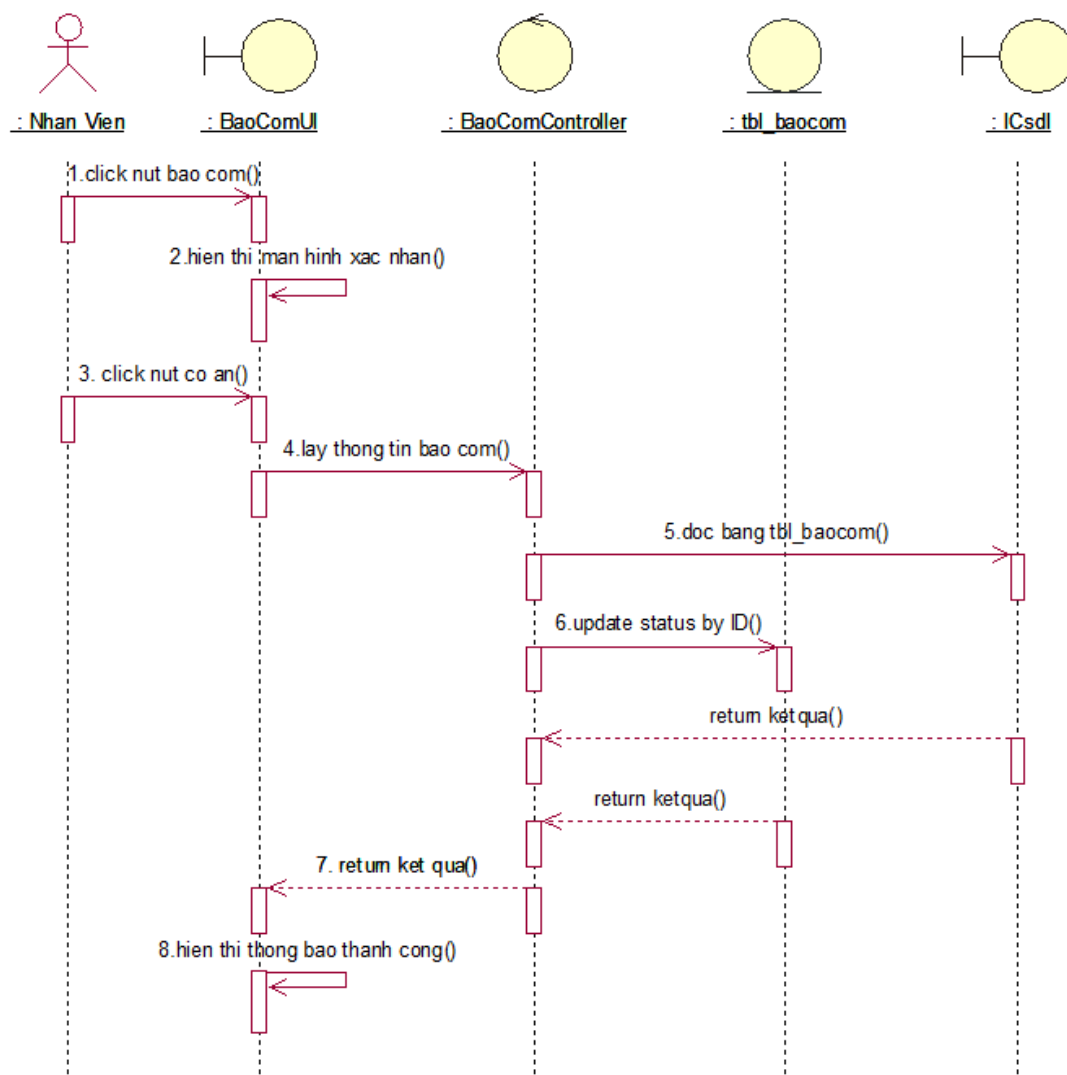 : Nhan Vien
: BaoComUI
: BaoComController
: tbl_baocom
: ICsdl
1.click nut bao com()
2.hien thi man hinh xac nhan()
3. click nut co an()
4.lay thong tin bao com()
5.doc bang tbl_baocom()
6.update status by ID()
return ketqua()
return ketqua()
7. return ket qua()
8.hien thi thong bao thanh cong()